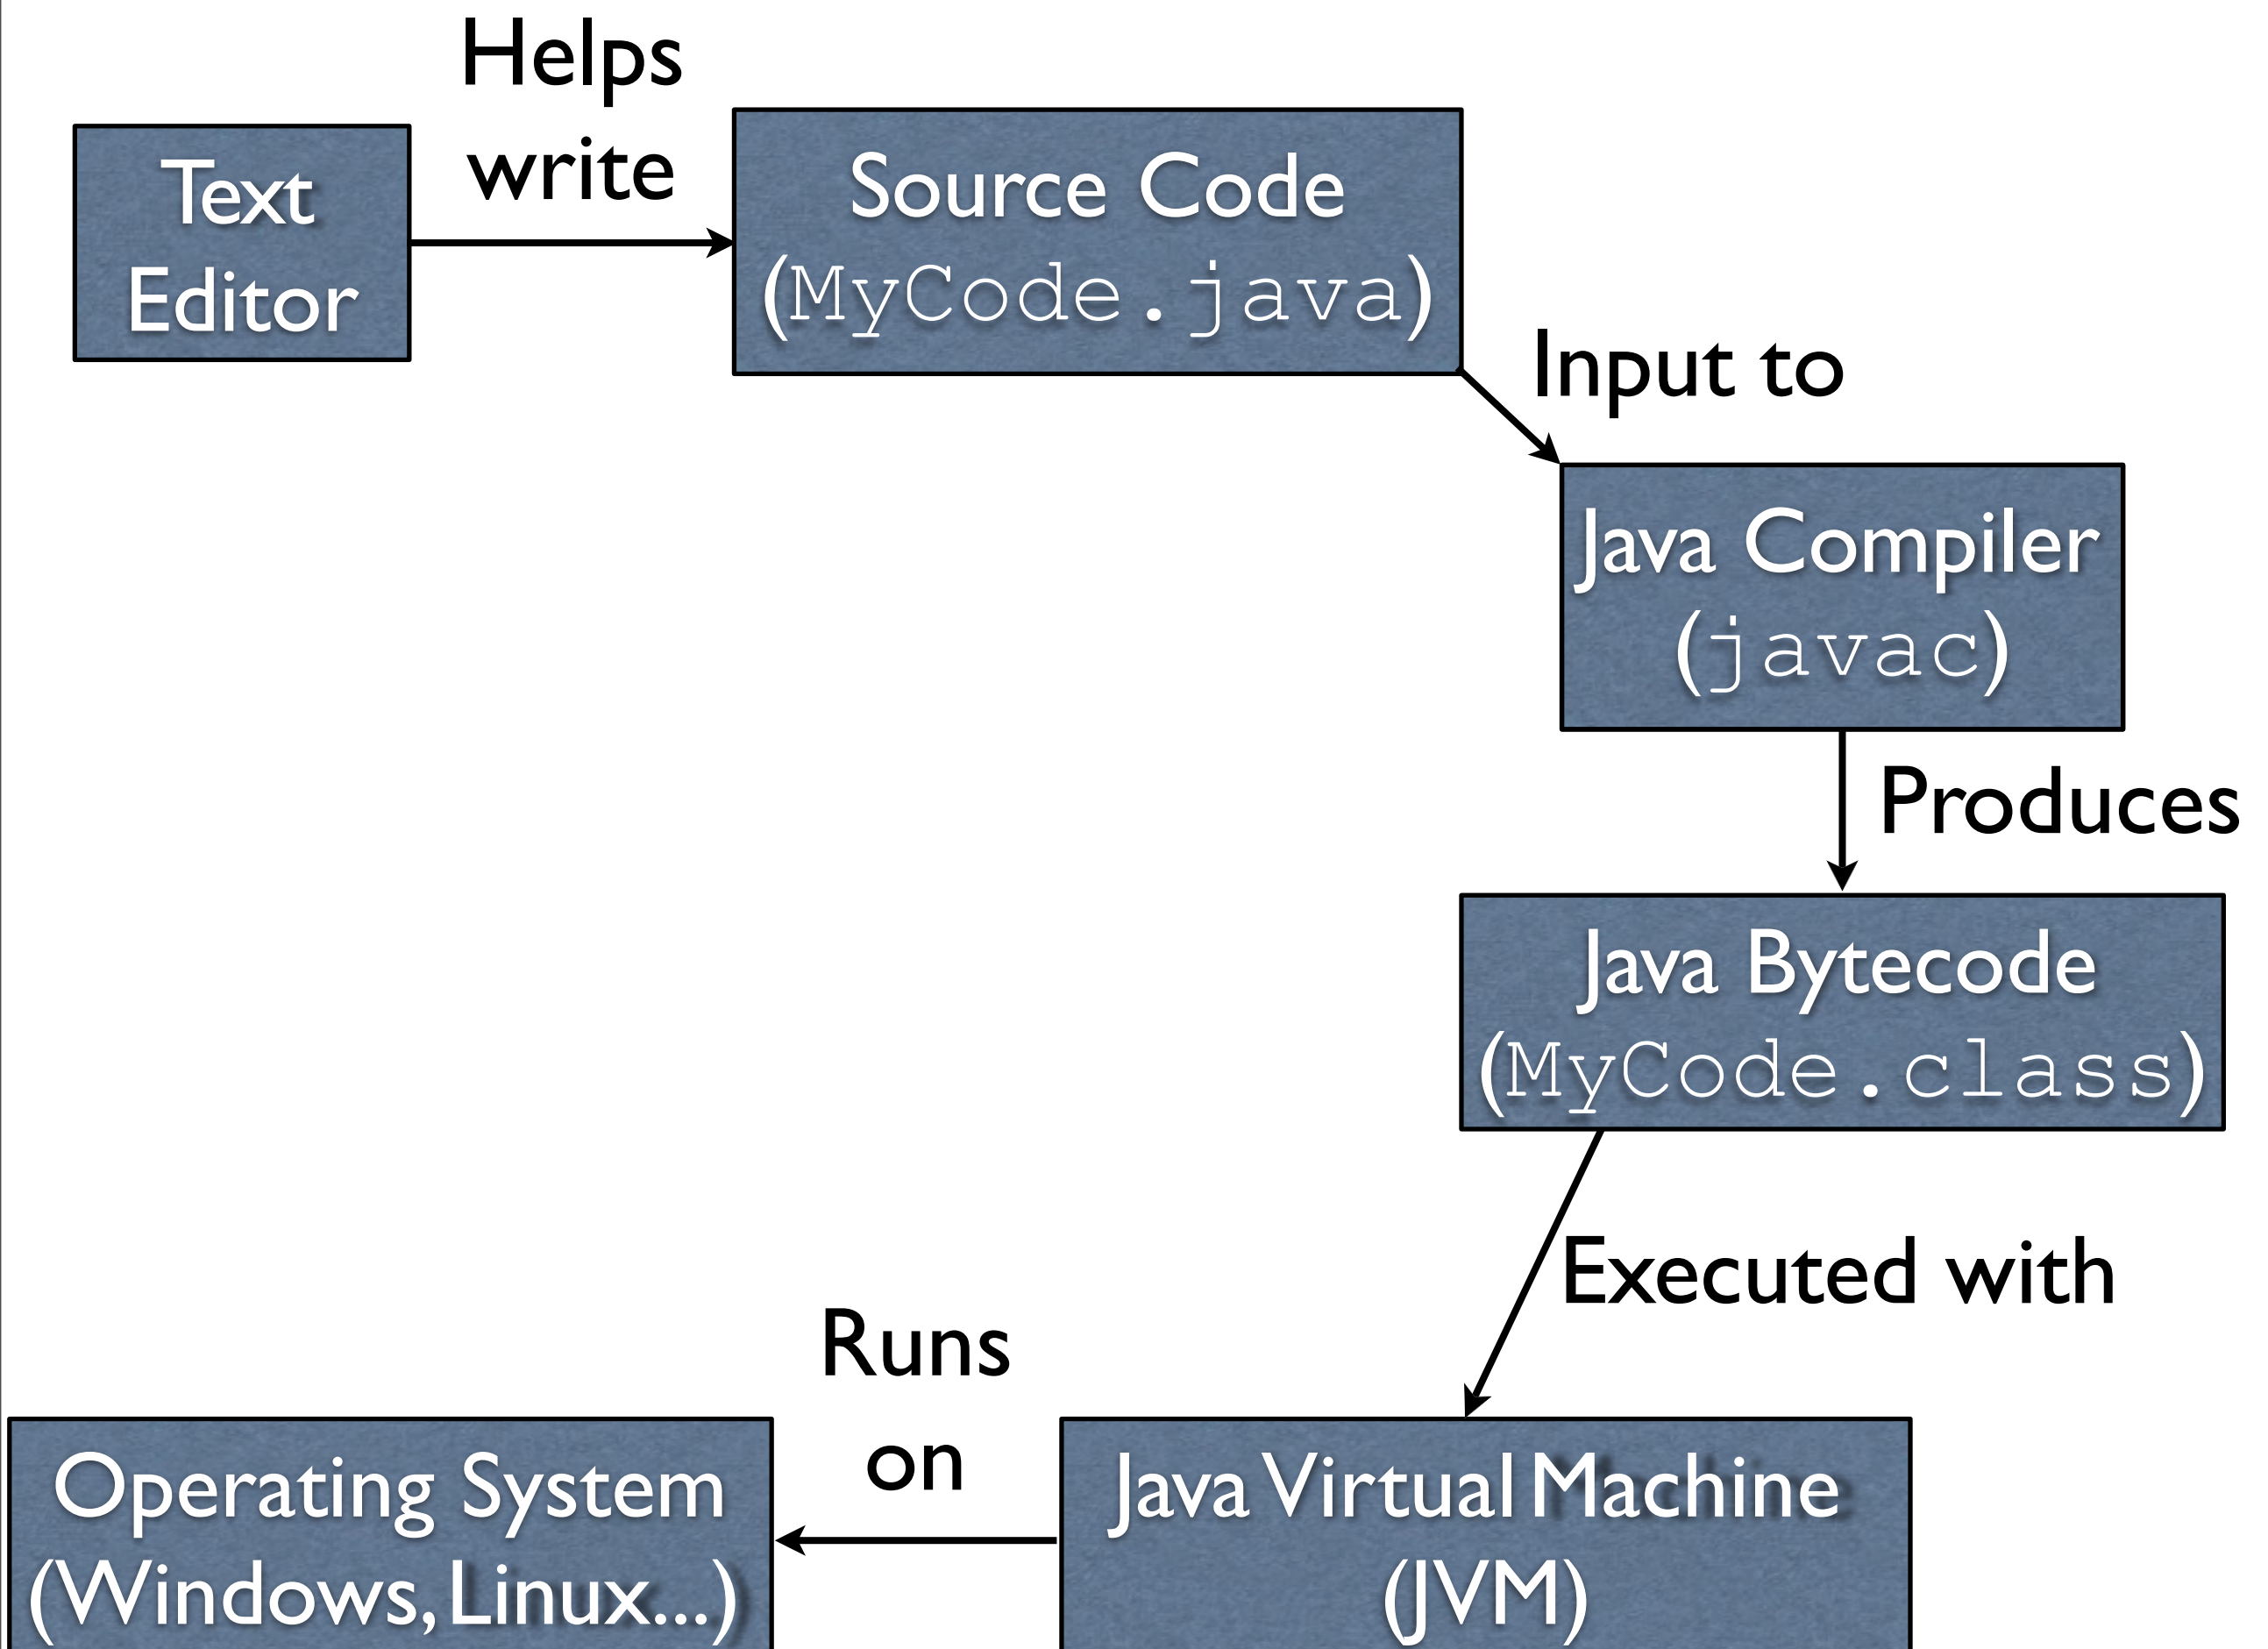 Helps
write
Text
Editor
Source Code
(MyCode.java)
Input to
Java Compiler
(javac)
Produces
Java Bytecode
(MyCode.class)
Executed with
Java Virtual Machine
(JVM)
Runs
on
Operating System
(Windows, Linux...)